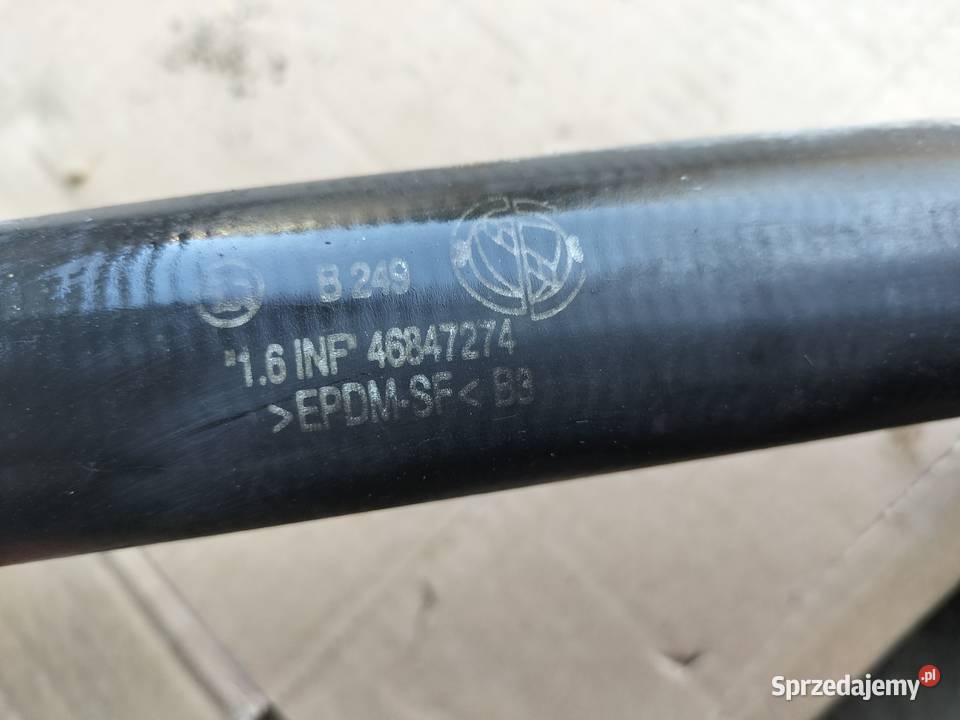 B 249
"1.6 INF" 46847274
>EPDM-SF< B3
Sprzedajemy.pl